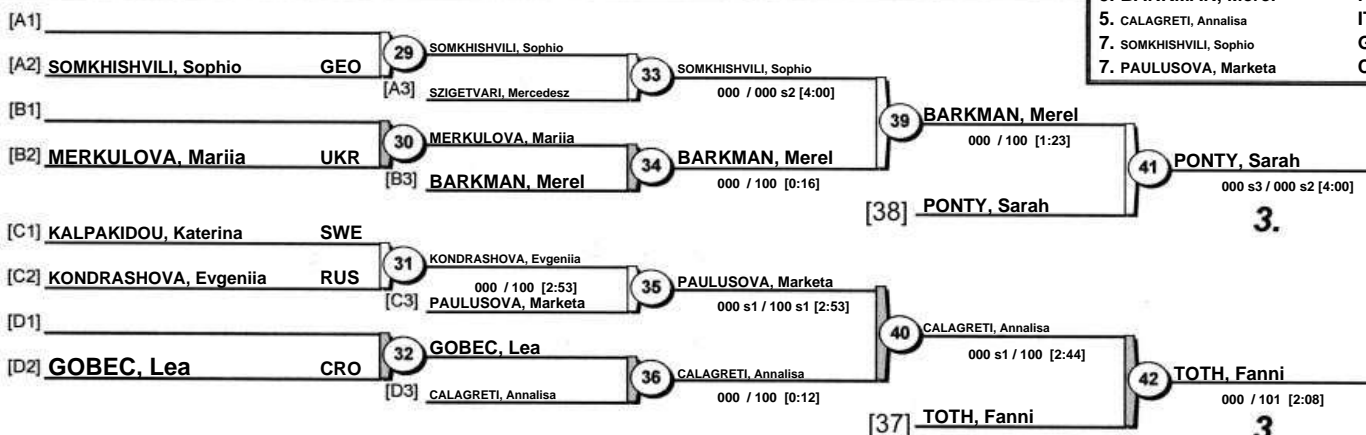 [A1]
[A2] SOMKHISHVILI, Sophio GEO
29
SOMKHISHVILI, Sophio
[A3] SZIGETVARI, Mercedesz
33
SOMKHISHVILI, Sophio
000 / 000 s2 [4:00]
[B1]
[B2] MERKULOVA, Mariia UKR
30
MERKULOVA, Mariia
[B3] BARKMAN, Merel
34
BARKMAN, Merel
000 / 100 [0:16]
39
BARKMAN, Merel
000 / 100 [1:23]
[38] PONTY, Sarah
41
PONTY, Sarah
000 s3 / 000 s2 [4:00]
3.
[C1] KALPAKIDOU, Katerina SWE
[C2] KONDRASHOVA, Evgeniia RUS
31
KONDRASHOVA, Evgeniia
000 / 100 [2:53]
[C3] PAULUSOVA, Marketa
35
PAULUSOVA, Marketa
000 s1 / 100 s1 [2:53]
[D1]
[D2] GOBEC, Lea CRO
32
GOBEC, Lea
[D3] CALAGRETI, Annalisa
36
CALAGRETI, Annalisa
000 / 100 [0:12]
40
CALAGRETI, Annalisa
000 s1 / 100 [2:44]
[37] TOTH, Fanni
42
TOTH, Fanni
000 / 101 [2:08]
3
5. CALAGRETI, Annalisa
7. SOMKHISHVILI, Sophio
7. PAULUSOVA, Marketa